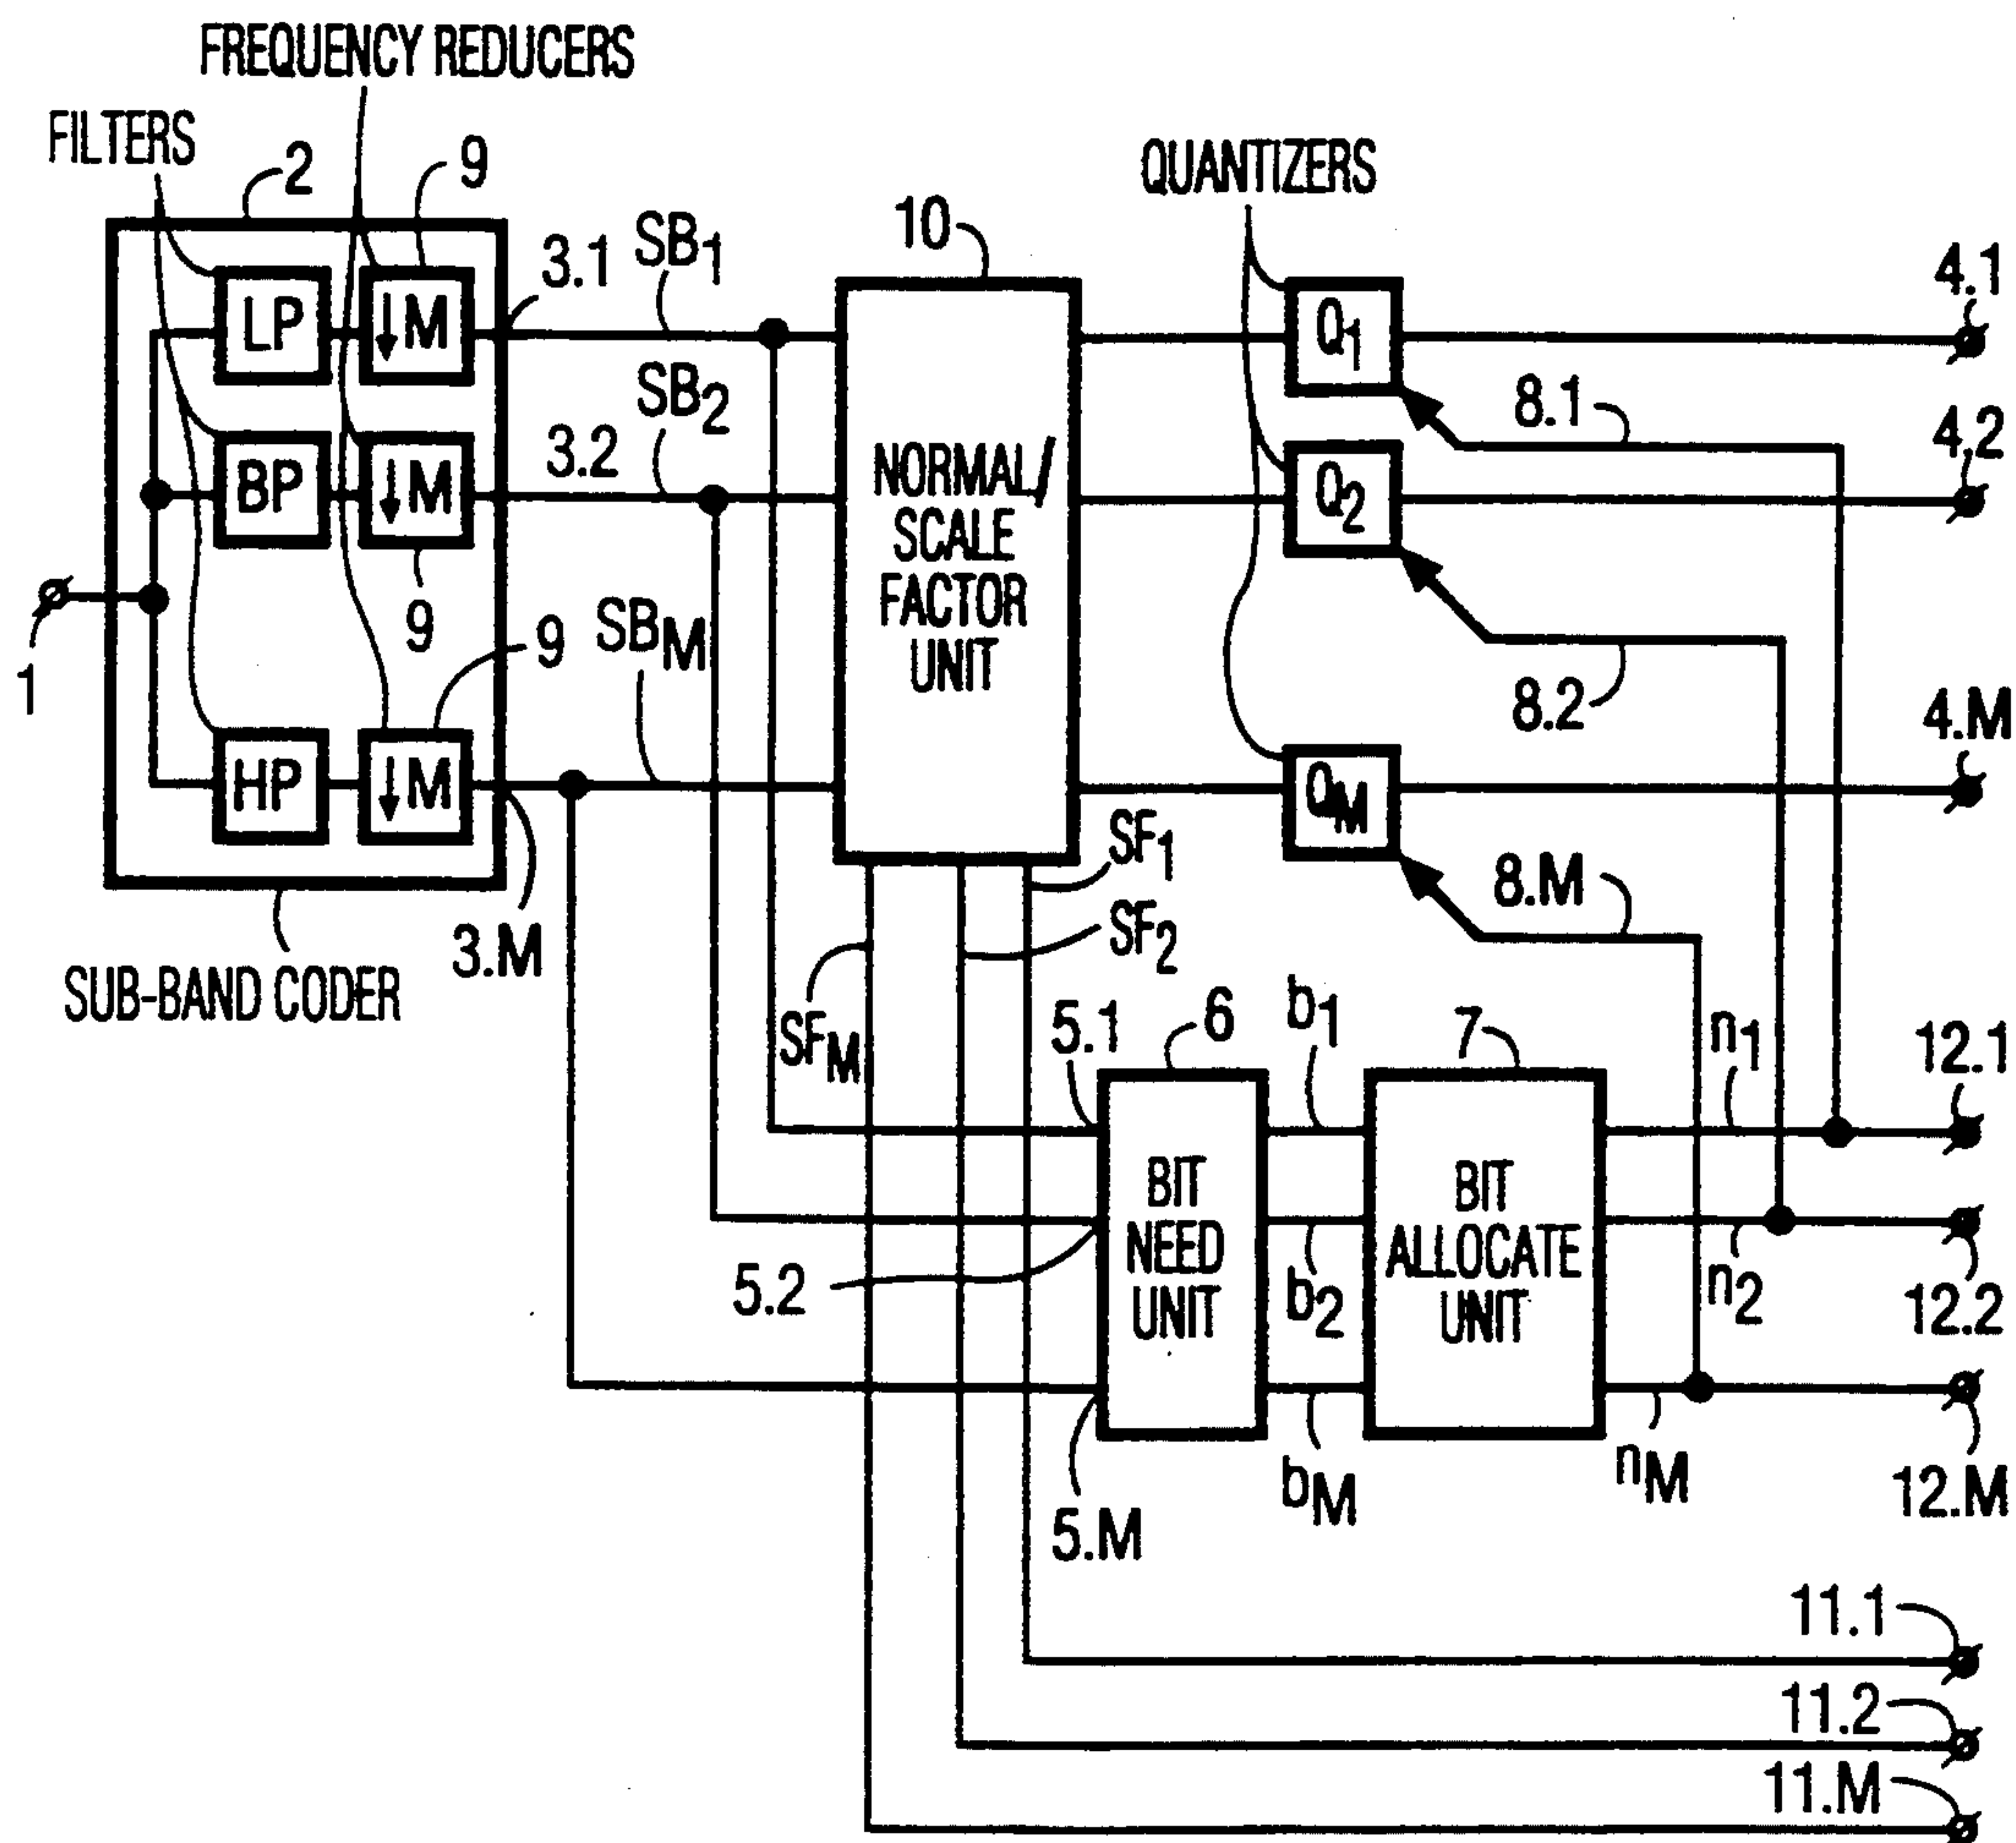 FREQUENCY REDUCERS
FILTERS
2
9
QUANTIZERS
10
3.1
SB1
4.1
LP
↓M
Q1
8.1
SB2
3.2
4.2
BP
↓M
NORMAL/
SCALE
FACTOR
UNIT
Q2
9
9
SBM
1
8.2
4.M
HP
↓M
QM
SF1
8.M
SF2
3.M
SUB-BAND CODER
SFM
5.1
6
b1
7
n1
12.1
BIT
NEED
UNIT
BIT
ALLOCATE
UNIT
5.2
b2
n2
12.2
5.M
bM
nM
12.M
11.1
11.2
11.M